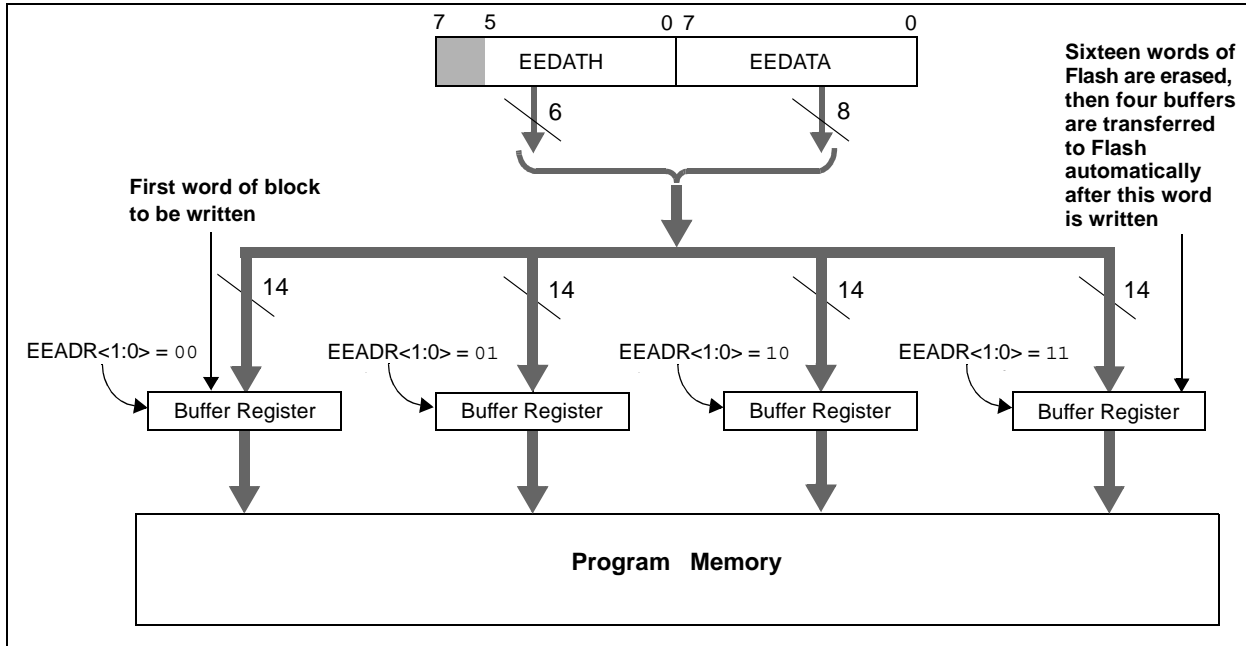 7 5 0 7 0
EEDATH EEDATA
6 8
Sixteen words of
Flash are erased,
then four buffers
are transferred
to Flash
automatically
after this word
is written
First word of block
to be written
14 14 14 14
EEADR<1:0> = 00 EEADR<1:0> = 01 EEADR<1:0> = 10 EEADR<1:0> = 11
Buffer Register Buffer Register Buffer Register Buffer Register
Program Memory